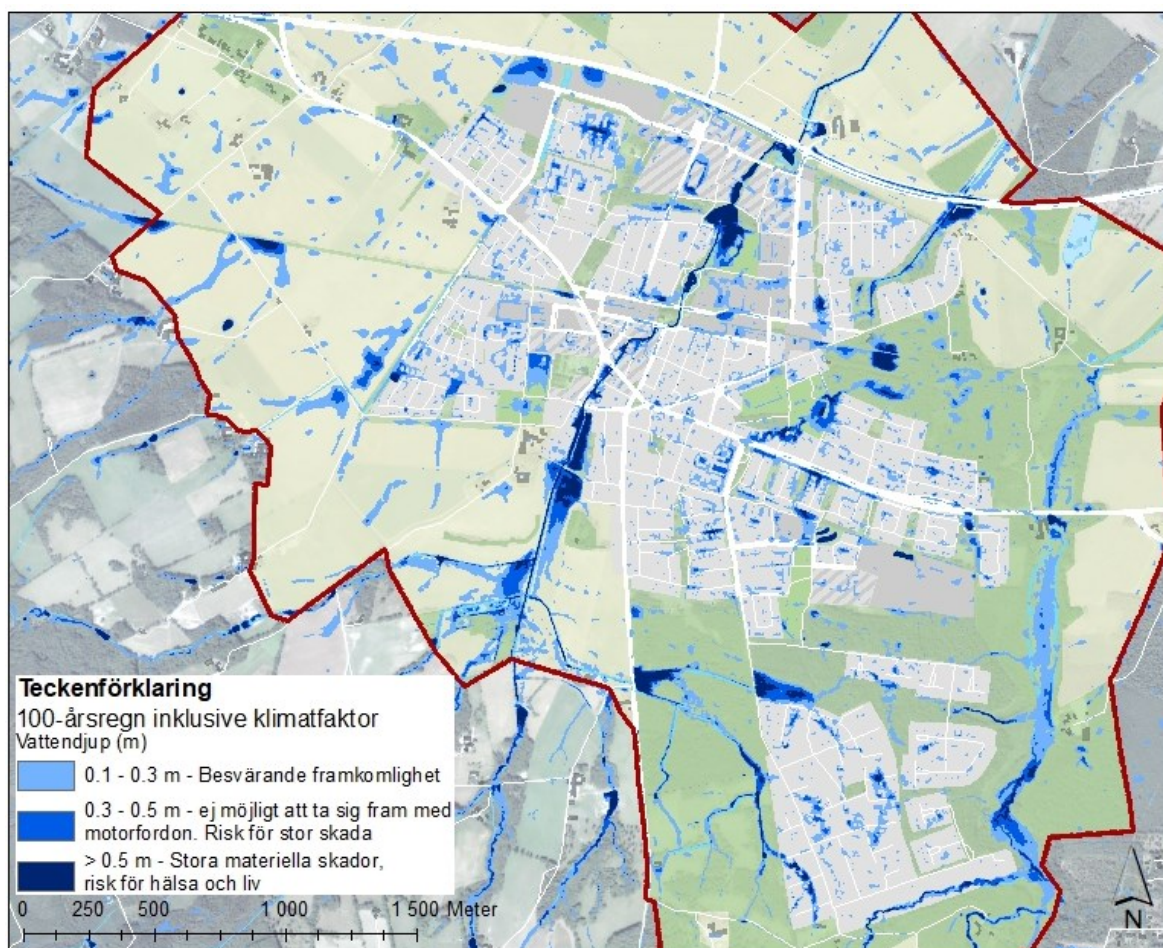 Teckenförklaring
100-årsregn inklusive klimatfaktor
Vattendjup (m)
0.1 - 0.3 m - Besvärande framkomlighet
0.3 - 0.5 m - ej möjligt att ta sig fram med
motorfordon. Risk för stor skada
> 0.5 m - Stora materiella skador,
risk för hälsa och liv
0 250 500 1 000 1 500 Meter
N